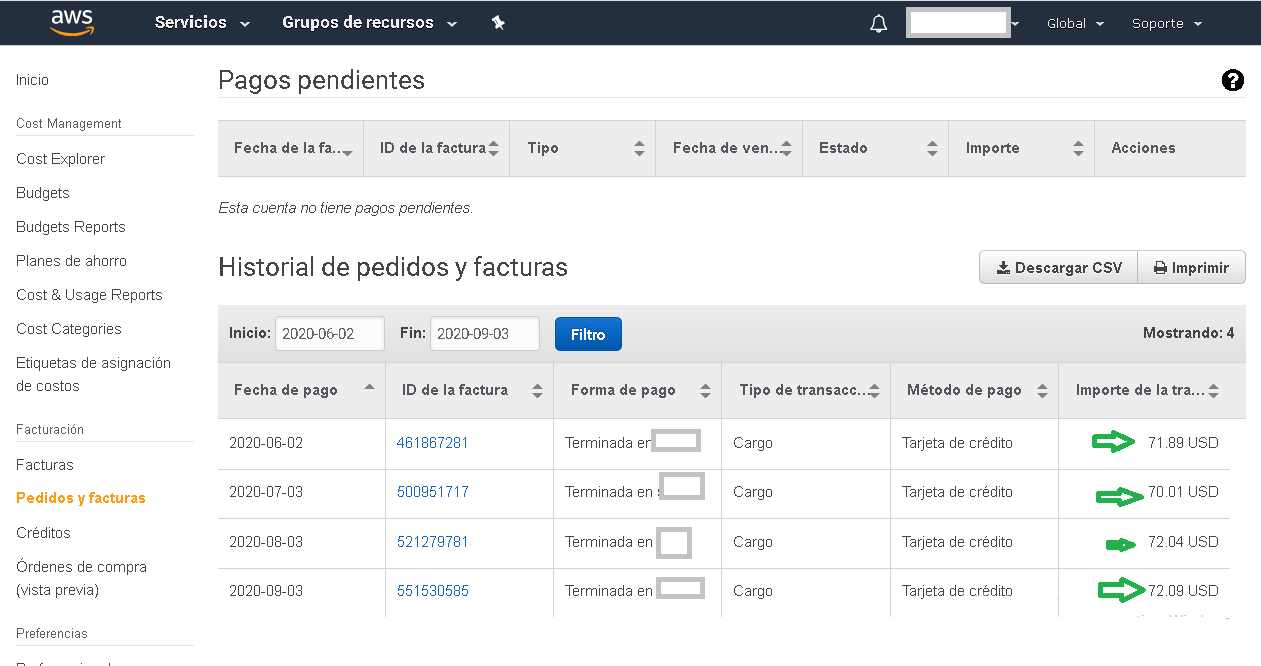 aws
Servicios
Grupos de recursos
Global
Soporte
Inicio
Cost Management
Cost Explorer
Budgets
Budgets Reports
Planes de ahorro
Cost & Usage Reports
Cost Categories
Etiquetas de asignación
de costos
Facturación
Facturas
Pedidos y facturas
Créditos
Órdenes de compra
(vista previa)
Preferencias
Pagos pendientes
?
Fecha de la fa... ID de la factura Tipo Fecha de ven... Estado Importe Acciones
Esta cuenta no tiene pagos pendientes.
Historial de pedidos y facturas
Descargar CSV Imprimir
Inicio: 2020-06-02 Fin: 2020-09-03 Filtro Mostrando: 4
Fecha de pago ID de la factura Forma de pago Tipo de transacc... Método de pago Importe de la tra...
2020-06-02 461867281 Terminada en Cargo Tarjeta de crédito 71.89 USD
2020-07-03 500951717 Terminada en Cargo Tarjeta de crédito 70.01 USD
2020-08-03 521279781 Terminada en Cargo Tarjeta de crédito 72.04 USD
2020-09-03 551530585 Terminada en Cargo Tarjeta de crédito 72.09 USD